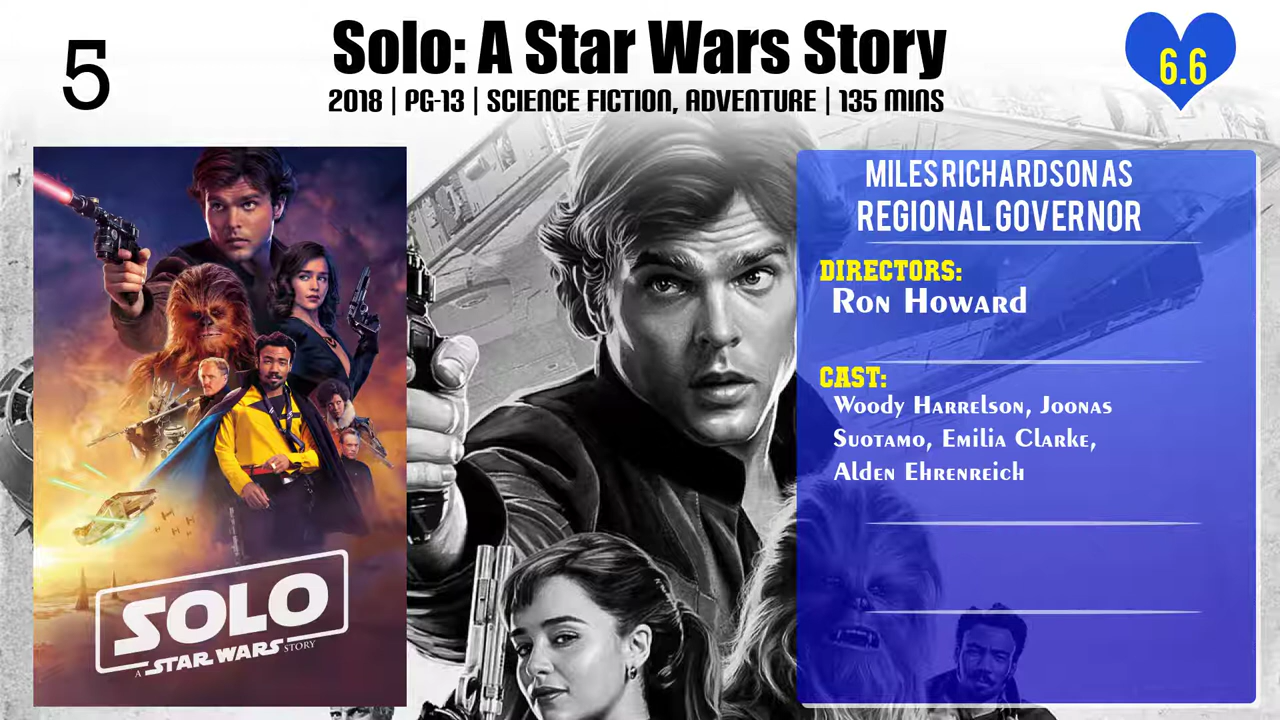 5
Solo: A Star Wars Story
2018 | PG-13 | SCIENCE FICTION, ADVENTURE | 135 MINS
6.6
MILES RICHARDSON AS
REGIONAL GOVERNOR
DIRECTORS:
Ron Howard
CAST:
Woody Harrelson, Joonas
Suotamo, Emilia Clarke,
Alden Ehrenreich
SOLO
A STAR WARS STORY